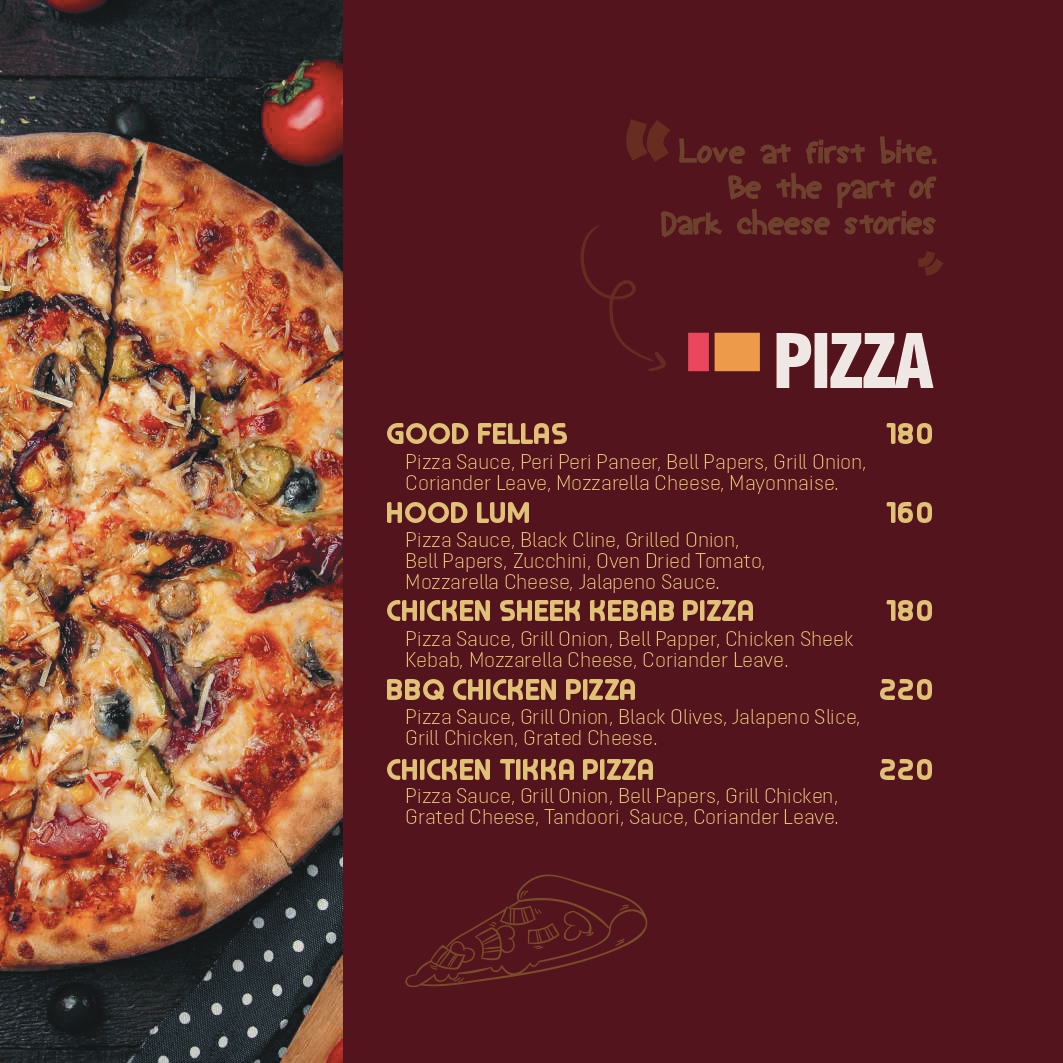 Love at first bite.
Be the part of
Dark cheese stories
PIZZA
GOOD FELLAS 180
Pizza Sauce, Peri Peri Paneer, Bell Papers, Grill Onion,
Coriander Leave, Mozzarella Cheese, Mayonnaise.
HOOD LUM 160
Pizza Sauce, Black Cline, Grilled Onion,
Bell Papers, Zucchini, Oven Dried Tomato,
Mozzarella Cheese, Jalapeno Sauce.
CHICKEN SHEEK KEBAB PIZZA 180
Pizza Sauce, Grill Onion, Bell Papper, Chicken Sheek
Kebab, Mozzarella Cheese, Coriander Leave.
BBQ CHICKEN PIZZA 220
Pizza Sauce, Grill Onion, Black Olives, Jalapeno Slice,
Grill Chicken, Grated Cheese.
CHICKEN TIKKA PIZZA 220
Pizza Sauce, Grill Onion, Bell Papers, Grill Chicken,
Grated Cheese, Tandoori, Sauce, Coriander Leave.